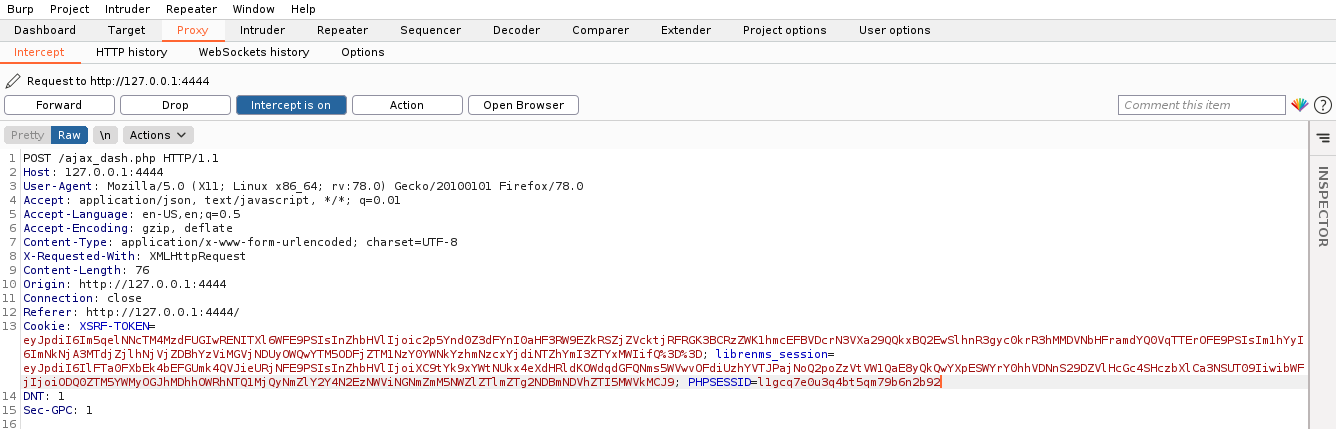 Burp Project Intruder Repeater Window Help
Dashboard Target Proxy Intruder Repeater Sequencer Decoder Comparer Extender Project options User options
Intercept HTTP history WebSockets history Options
Request to http://127.0.0.1:4444
Forward Drop Intercept is on Action Open Browser Comment this item ?
Pretty Raw \n Actions
INSPECTOR
1 POST /ajax_dash.php HTTP/1.1
2 Host: 127.0.0.1:4444
3 User-Agent: Mozilla/5.0 (X11; Linux x86_64; rv:78.0) Gecko/20100101 Firefox/78.0
4 Accept: application/json, text/javascript, */*; q=0.01
5 Accept-Language: en-US,en;q=0.5
6 Accept-Encoding: gzip, deflate
7 Content-Type: application/x-www-form-urlencoded; charset=UTF-8
8 X-Requested-With: XMLHttpRequest
9 Content-Length: 76
10 Origin: http://127.0.0.1:4444
11 Connection: close
12 Referer: http://127.0.0.1:4444/
13 Cookie: XSRF-TOKEN=
librenms_session=
PHPSESSID=l1gcq7e0u3q4bt5qm79b6n2b92
14 DNT: 1
15 Sec-GPC: 1
16